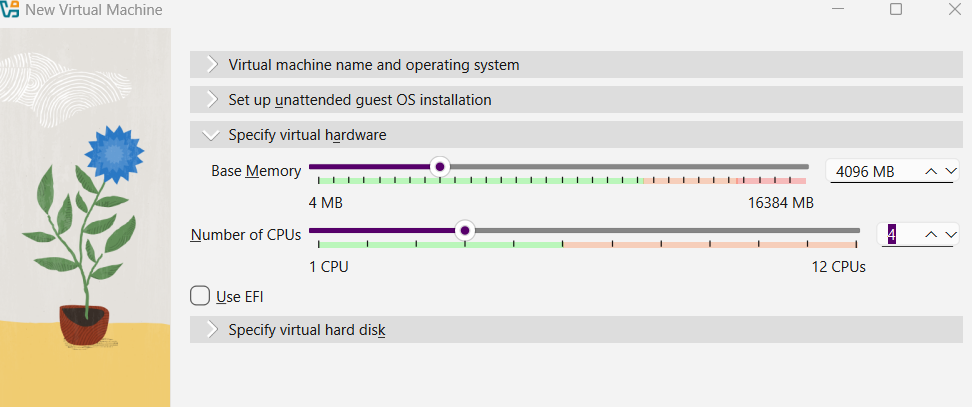 New Virtual Machine
Virtual machine name and operating system
Set up unattended guest OS installation
Specify virtual hardware
Base Memory
4096 MB
4 MB 16384 MB
Number of CPUs
4
1 CPU 12 CPUs
Use EFI
Specify virtual hard disk